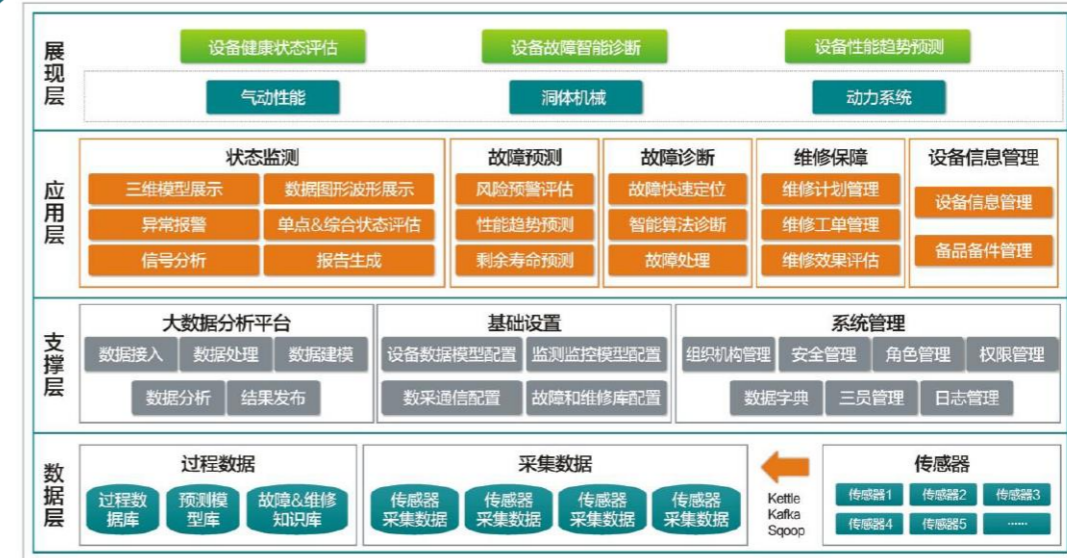 展现层
设备健康状态评估
设备故障智能诊断
设备性能趋势预测
气动性能
洞体机械
动力系统
应用层
状态监测
三维模型展示
数据图形波形展示
异常报警
单点&综合状态评估
信号分析
报告生成
故障预测
风险预警评估
性能趋势预测
剩余寿命预测
故障诊断
故障快速定位
智能算法诊断
故障处理
维修保障
维修计划管理
维修工单管理
维修效果评估
设备信息管理
设备信息管理
备品备件管理
支撑层
大数据分析平台
数据接入
数据处理
数据建模
数据分析
结果发布
基础设置
设备数据模型配置
监测监控模型配置
数采通信配置
故障和维修库配置
系统管理
组织机构管理
安全管理
角色管理
权限管理
数据字典
三员管理
日志管理
数据层
过程数据
过程数
据库
预测模
型库
故障&维修
知识库
采集数据
传感器
采集数据
传感器
采集数据
传感器
采集数据
传感器
采集数据
Kettle
Kafka
Sqoop
传感器
传感器1
传感器2
传感器3
传感器4
传感器5
······